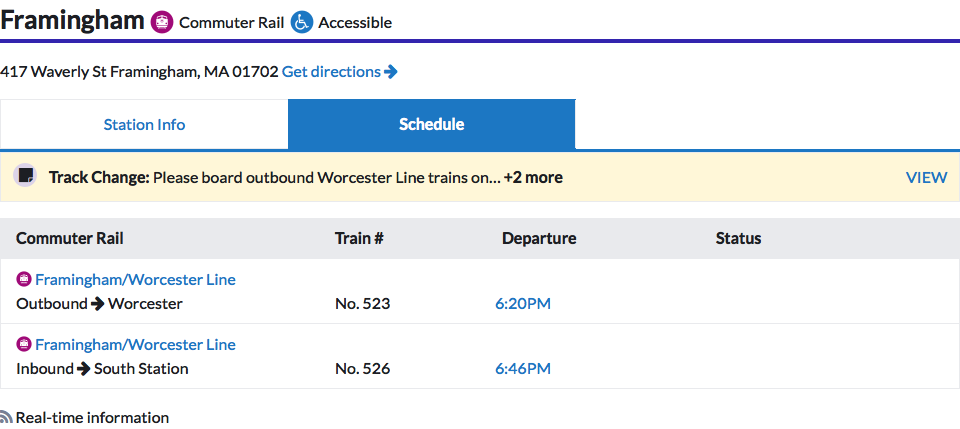 Framingham Commuter Rail Accessible
417 Waverly St Framingham, MA 01702 Get directions
Station Info Schedule
Track Change: Please board outbound Worcester Line trains on... +2 more VIEW
Commuter Rail Train # Departure Status
Framingham/Worcester Line
Outbound Worcester No. 523 6:20PM
Framingham/Worcester Line
Inbound South Station No. 526 6:46PM
Real-time information